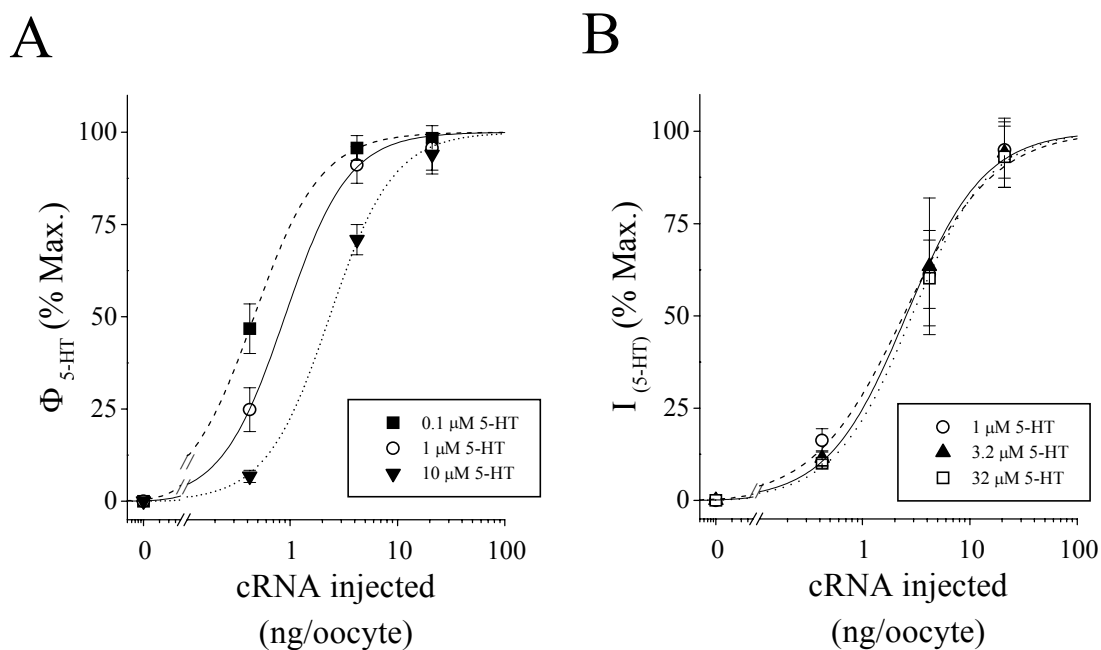 A
100
75
50
25
0
Φ 5-HT (% Max.)
0.1 μM 5-HT
1 μM 5-HT
10 μM 5-HT
0
1
10
100
cRNA injected
(ng/oocyte)
B
100
75
50
25
0
I (5-HT) (% Max.)
1 μM 5-HT
3.2 μM 5-HT
32 μM 5-HT
0
1
10
100
cRNA injected
(ng/oocyte)